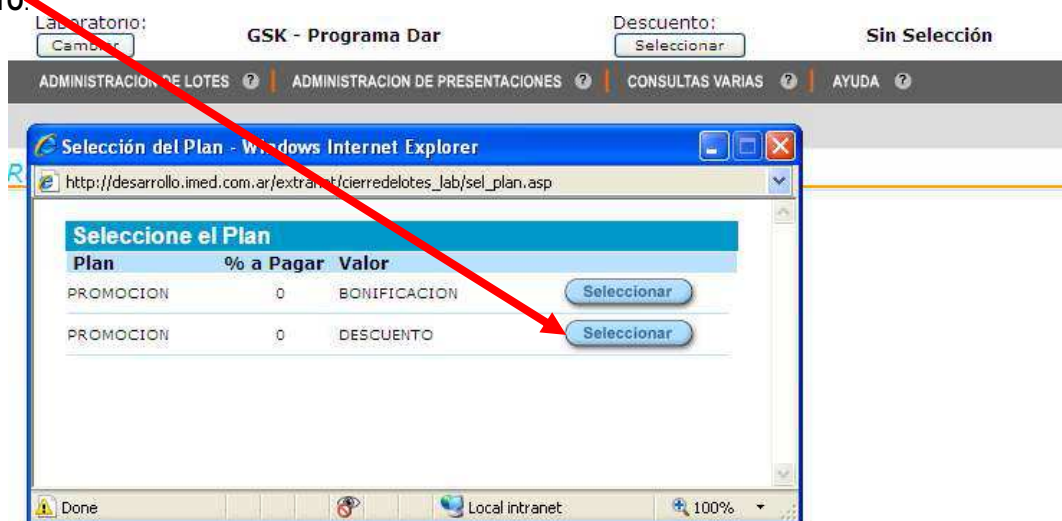 TO.
Laboratorio: Descuento:
Cambiar GSK - Programa Dar Seleccionar Sin Selección
ADMINISTRACION DE LOTES ? ADMINISTRACION DE PRESENTACIONES ? CONSULTAS VARIAS ? AYUDA ?
Selección del Plan - Windows Internet Explorer
R
http://desarrollo.imed.com.ar/extranet/cierredelotes_lab/sel_plan.asp
Seleccione el Plan
Plan % a Pagar Valor
PROMOCION 0 BONIFICACION Seleccionar
PROMOCION 0 DESCUENTO Seleccionar
Done Local intranet 100%